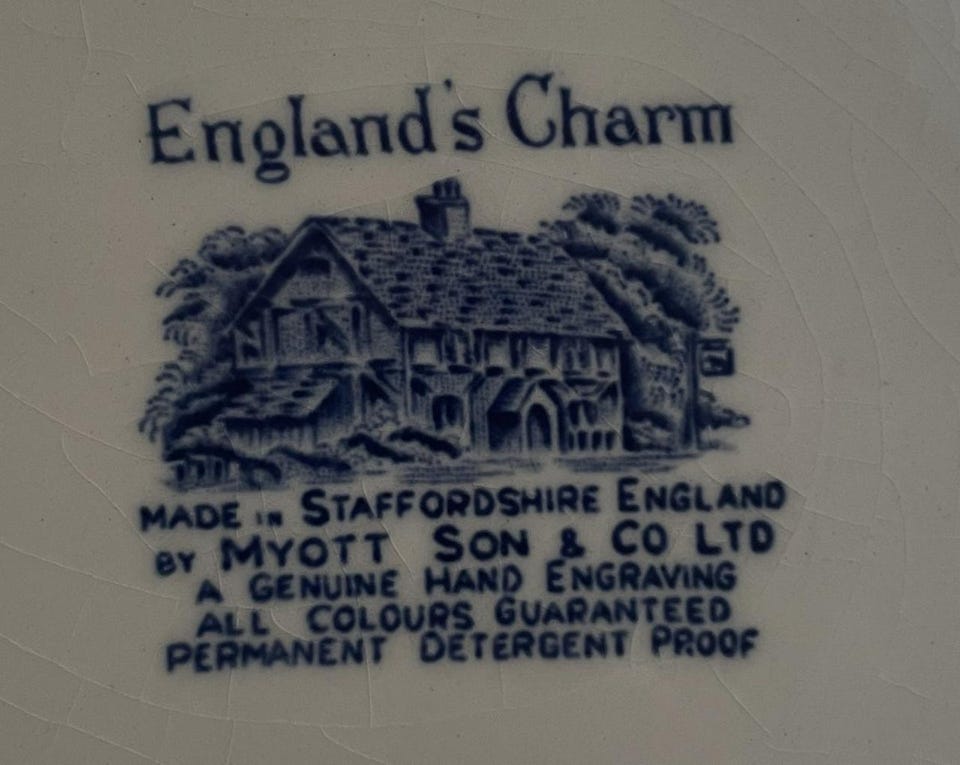 England's Charm
MADE IN STAFFORDSHIRE ENGLAND
BY MYOTT SON & CO LTD
A GENUINE HAND ENGRAVING
ALL COLOURS GUARANTEED
PERMANENT DETERGENT PROOF